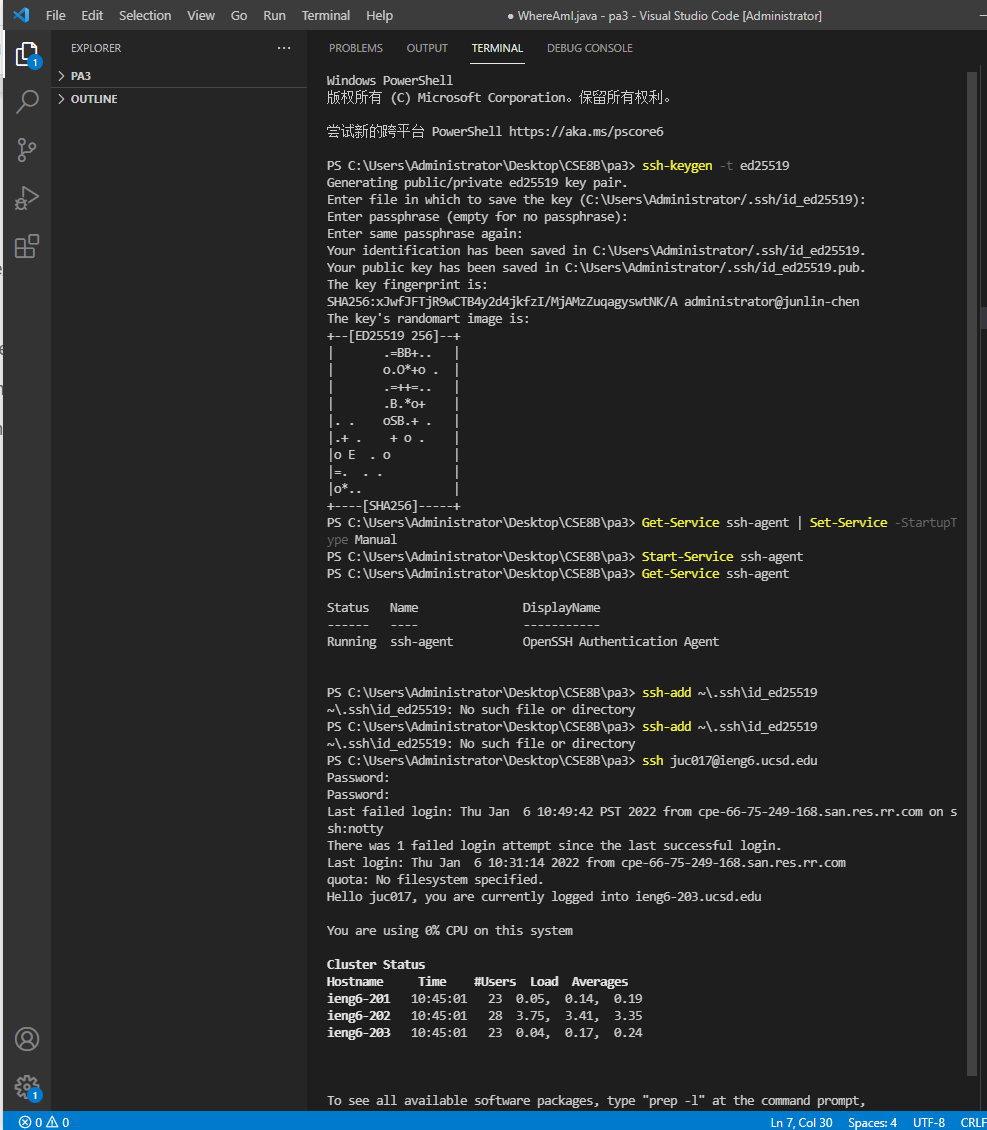 File Edit Selection View Go Run Terminal Help ● WhereAmI.java - pa3 - Visual Studio Code [Administrator]
EXPLORER ···
PROBLEMS OUTPUT TERMINAL DEBUG CONSOLE
1
> PA3
> OUTLINE
Windows PowerShell
版权所有 (C) Microsoft Corporation。保留所有权利。
尝试新的跨平台 PowerShell https://aka.ms/pscore6
PS C:\Users\Administrator\Desktop\CSE8B\pa3> ssh-keygen -t ed25519
Generating public/private ed25519 key pair.
Enter file in which to save the key (C:\Users\Administrator/.ssh/id_ed25519):
Enter passphrase (empty for no passphrase):
Enter same passphrase again:
Your identification has been saved in C:\Users\Administrator/.ssh/id_ed25519.
Your public key has been saved in C:\Users\Administrator/.ssh/id_ed25519.pub.
The key fingerprint is:
SHA256:xJwfJFTjR9wCTB4y2d4jkfzI/MjAMzZuqagyswtNK/A administrator@junlin-chen
The key's randomart image is:
+--[ED25519 256]--+
|       .=BB+..   |
|       o.O*+o .  |
|       .=++=..   |
|       .B.*o+    |
|. .    oSB.+ .   |
|.+ .    + o .    |
|o E  . o         |
|=.  . .          |
|o*..             |
+----[SHA256]-----+
PS C:\Users\Administrator\Desktop\CSE8B\pa3> Get-Service ssh-agent | Set-Service -StartupT
ype Manual
PS C:\Users\Administrator\Desktop\CSE8B\pa3> Start-Service ssh-agent
PS C:\Users\Administrator\Desktop\CSE8B\pa3> Get-Service ssh-agent
Status   Name               DisplayName
------   ----               -----------
Running  ssh-agent          OpenSSH Authentication Agent
PS C:\Users\Administrator\Desktop\CSE8B\pa3> ssh-add ~\.ssh\id_ed25519
~\.ssh\id_ed25519: No such file or directory
PS C:\Users\Administrator\Desktop\CSE8B\pa3> ssh-add ~\.ssh\id_ed25519
~\.ssh\id_ed25519: No such file or directory
PS C:\Users\Administrator\Desktop\CSE8B\pa3> ssh juc017@ieng6.ucsd.edu
Password:
Password:
Last failed login: Thu Jan  6 10:49:42 PST 2022 from cpe-66-75-249-168.san.res.rr.com on s
sh:notty
There was 1 failed login attempt since the last successful login.
Last login: Thu Jan  6 10:31:14 2022 from cpe-66-75-249-168.san.res.rr.com
quota: No filesystem specified.
Hello juc017, you are currently logged into ieng6-203.ucsd.edu
You are using 0% CPU on this system
Cluster Status
Hostname     Time    #Users  Load  Averages
ieng6-201   10:45:01   23  0.05,  0.14,  0.19
ieng6-202   10:45:01   28  3.75,  3.41,  3.35
ieng6-203   10:45:01   23  0.04,  0.17,  0.24
To see all available software packages, type "prep -l" at the command prompt,
1
0 0 Ln 7, Col 30 Spaces: 4 UTF-8 CRLF